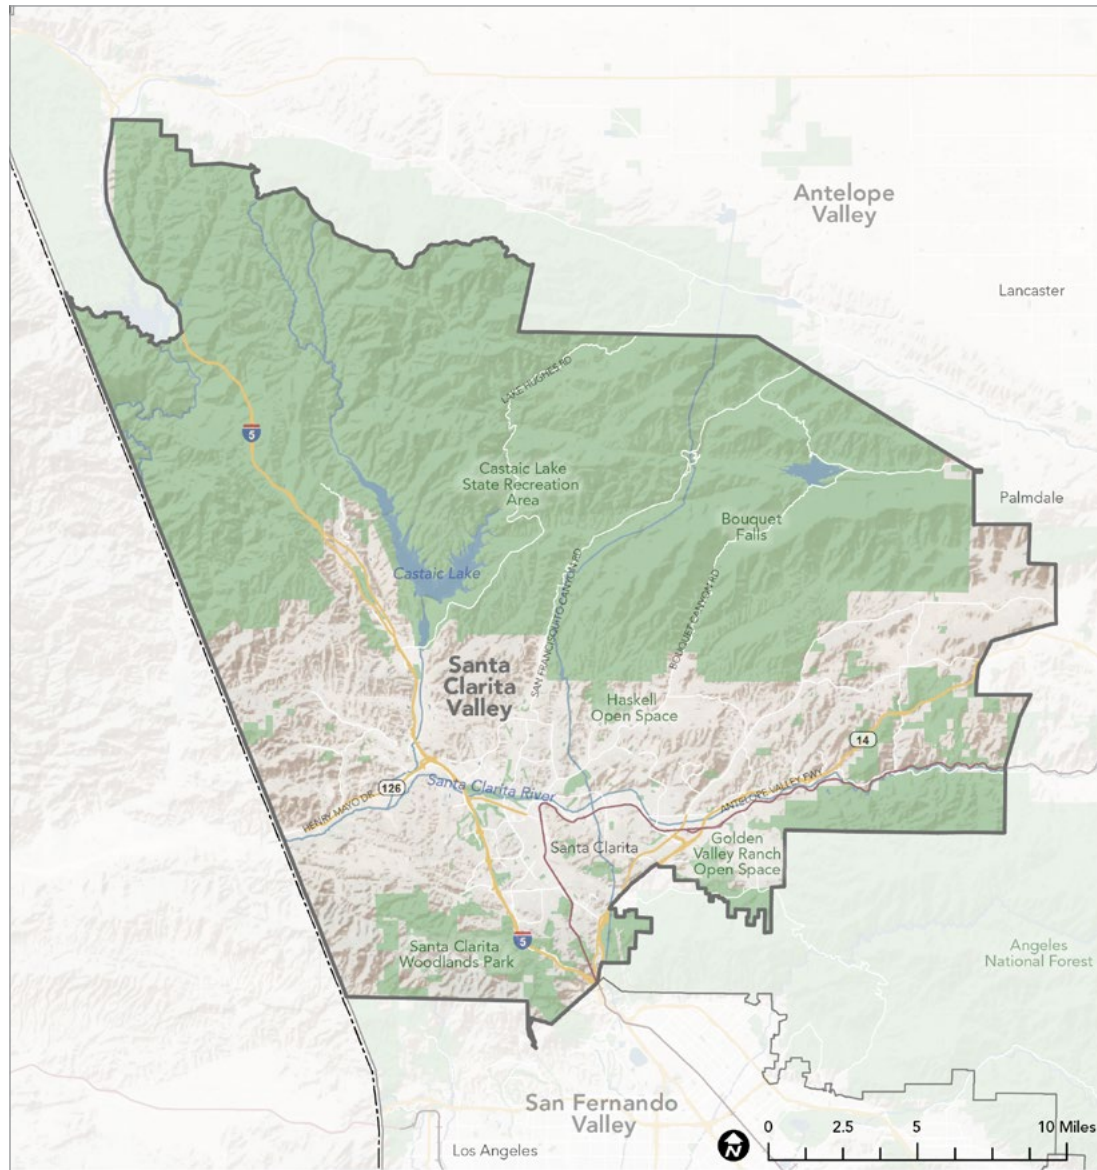 Antelope
Valley
Lancaster
LAKE HUGHES RD
5
Castaic Lake
State Recreation
Area
Palmdale
Bouquet
Falls
Castaic Lake
SAN FRANCISQUITO CANYON RD
BOUQUET CANYON RD
Santa
Clarita
Valley
Haskell
Open Space
14
126
Santa Clarita River
HENRY MAYO DR
ANTELOPE VALLEY FWY
Santa Clarita
Golden
Valley Ranch
Open Space
5
Santa Clarita
Woodlands Park
Angeles
National Forest
San Fernando
Valley
Los Angeles
N
0 2.5 5 10 Miles